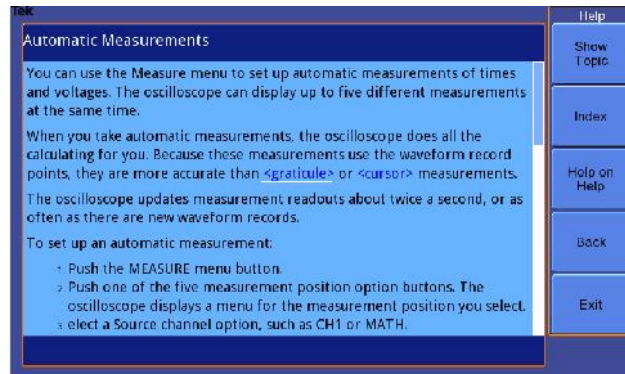 Tek
Help
Automatic Measurements
You can use the Measure menu to set up automatic measurements of times
and voltages. The oscilloscope can display up to five different measurements
at the same time.
When you take automatic measurements, the oscilloscope does all the
calculating for you. Because these measurements use the waveform record
points, they are more accurate than <graticule> or <cursor> measurements.
The oscilloscope updates measurement readouts about twice a second, or as
often as there are new waveform records.
To set up an automatic measurement:
1 Push the MEASURE menu button.
2 Push one of the five measurement position option buttons. The
oscilloscope displays a menu for the measurement position you select.
3 elect a Source channel option, such as CH1 or MATH.
Show
Topic
Index
Help on
Help
Back
Exit